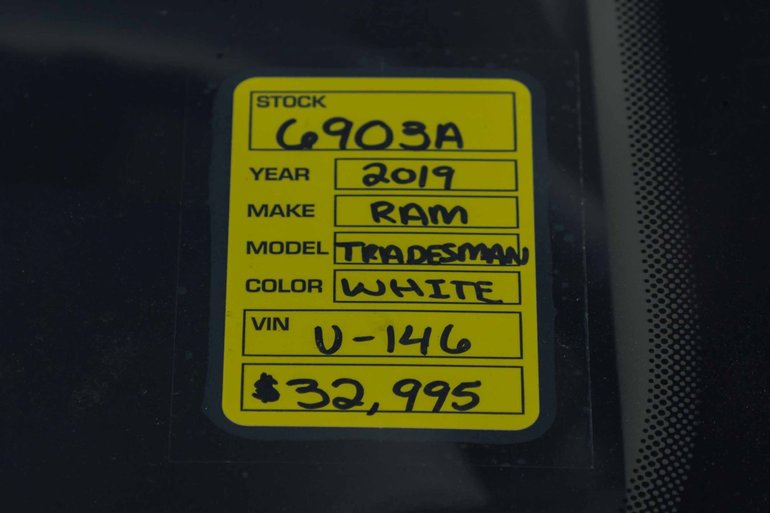 STOCK
6903A
YEAR 2019
MAKE RAM
MODEL TRADESMAN
COLOR WHITE
VIN
U-146
$32,995